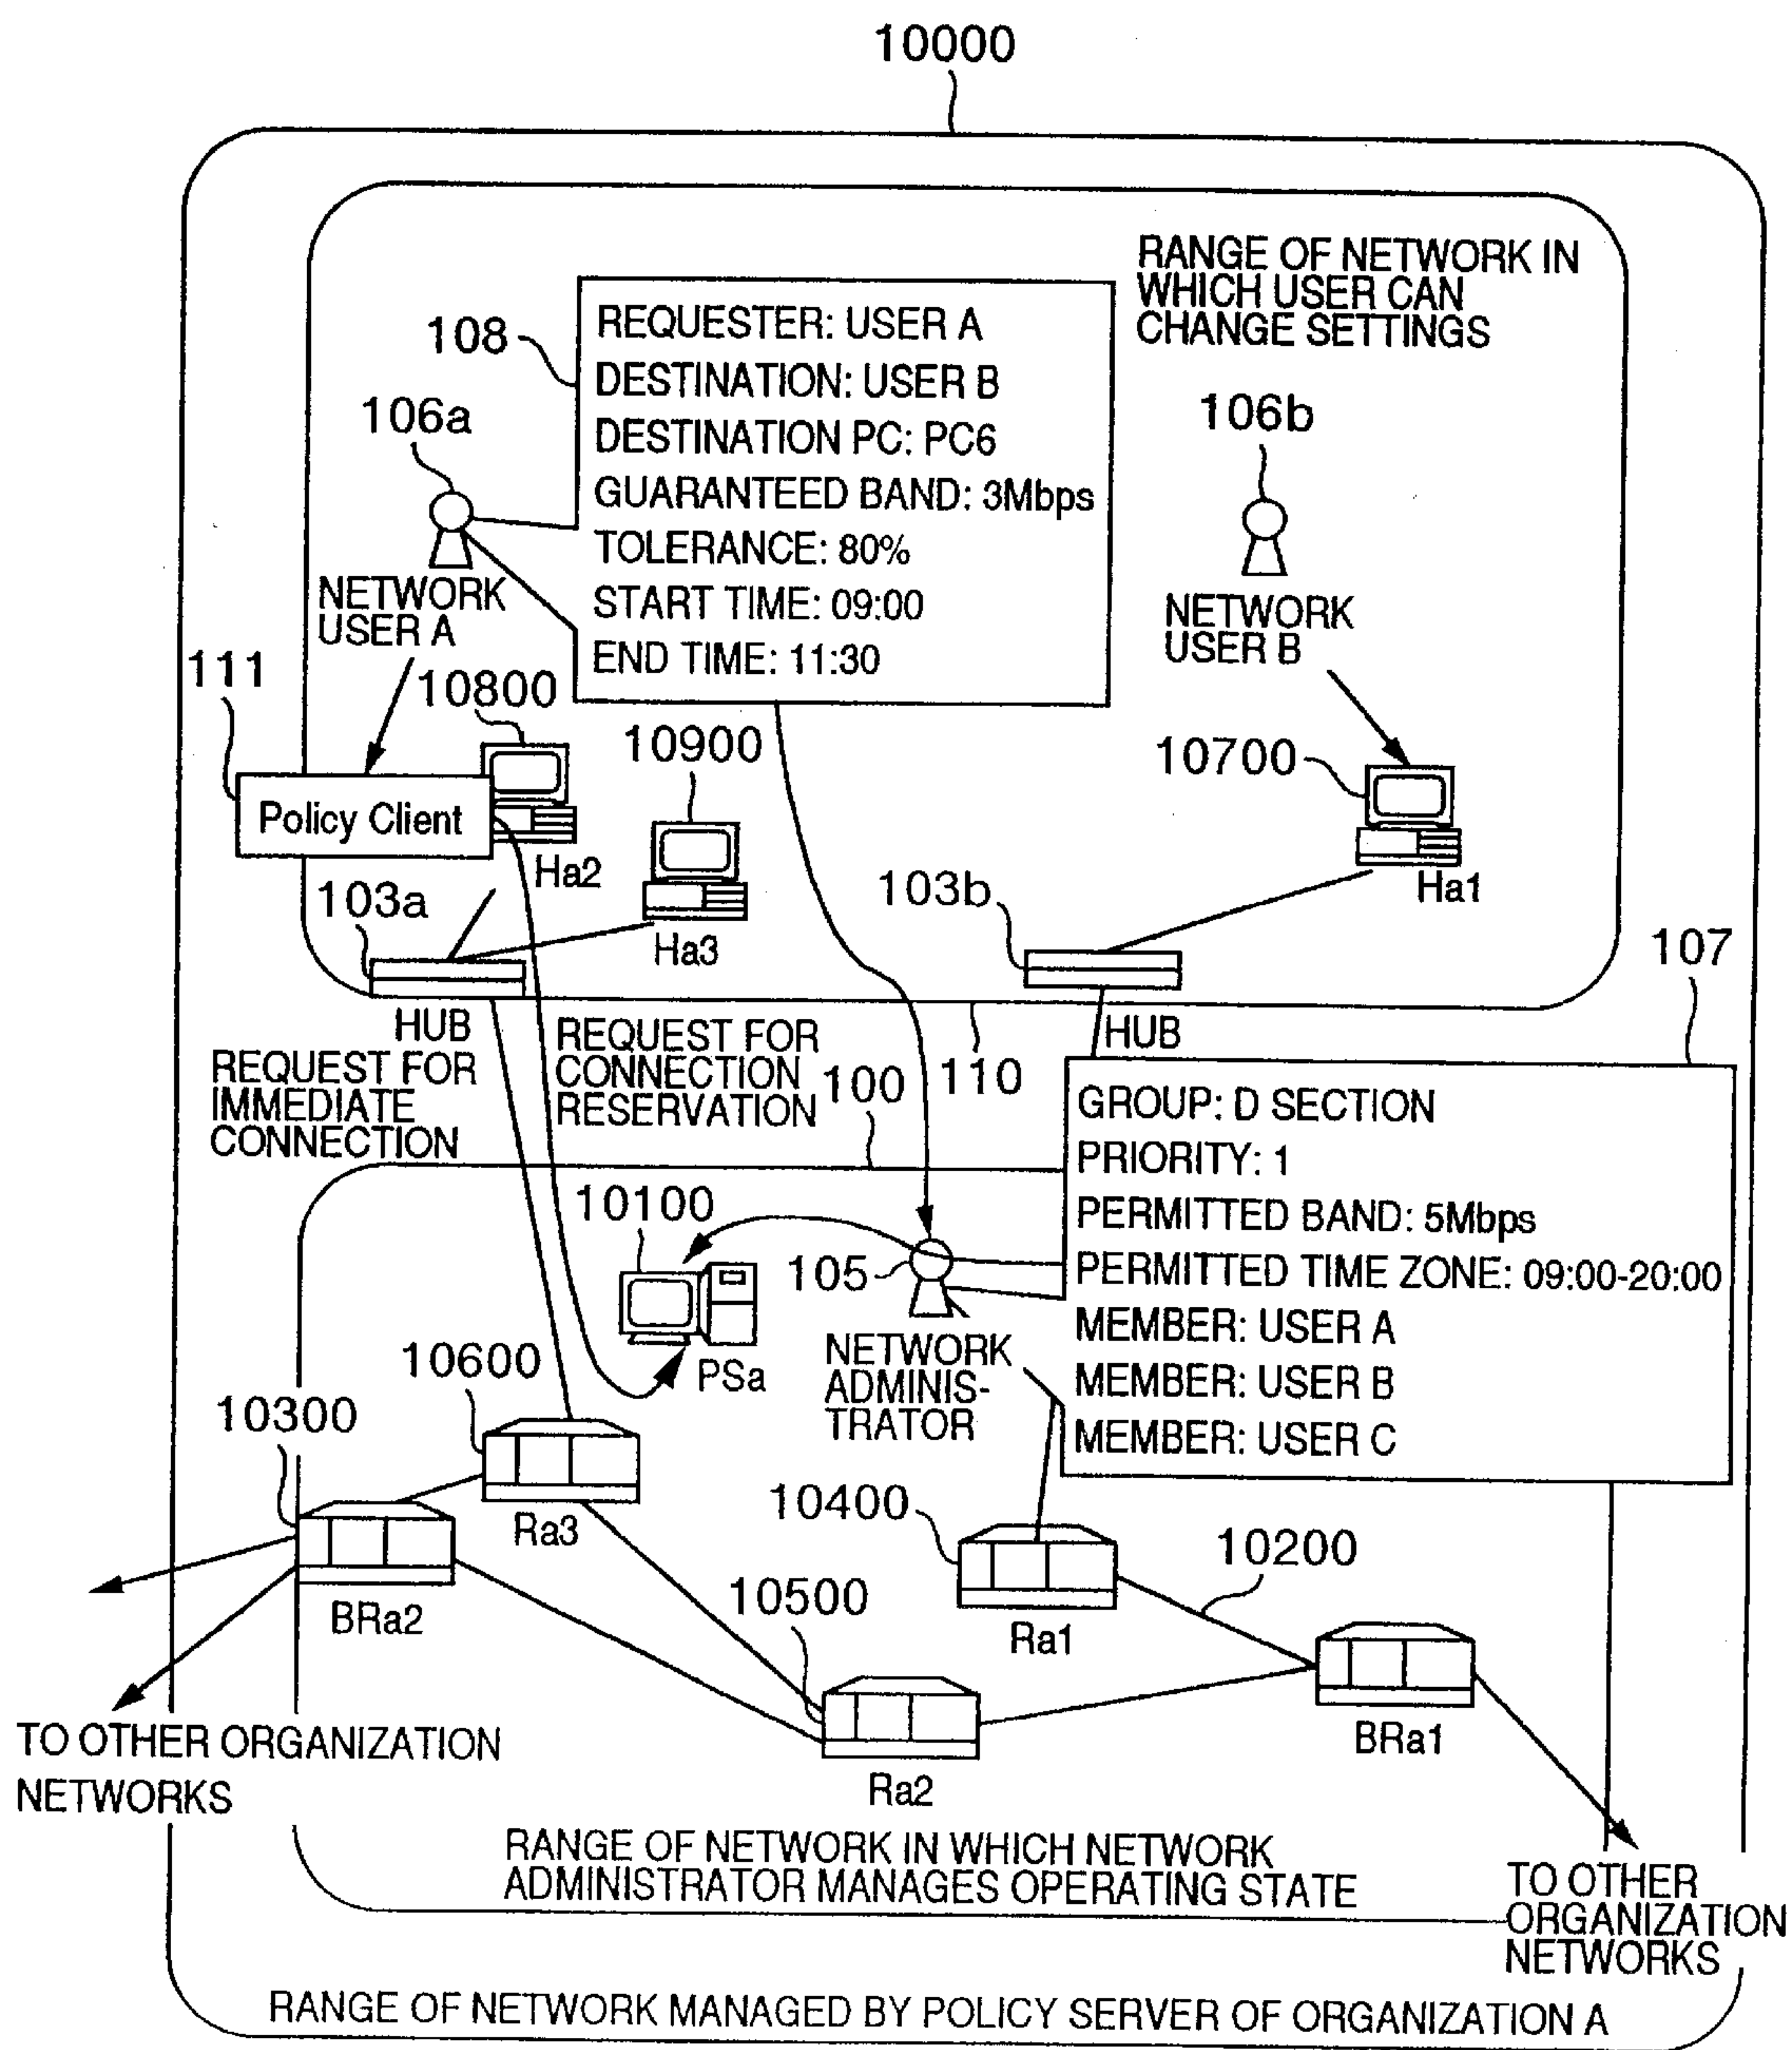 10000
RANGE OF NETWORK IN
WHICH USER CAN
CHANGE SETTINGS
108
REQUESTER: USER A
DESTINATION: USER B
DESTINATION PC: PC6
GUARANTEED BAND: 3Mbps
TOLERANCE: 80%
START TIME: 09:00
END TIME: 11:30
106a
NETWORK
USER A
106b
NETWORK
USER B
111
10800
Policy Client
Ha2
10900
Ha3
10700
Ha1
103a
HUB
103b
HUB
107
REQUEST FOR
IMMEDIATE
CONNECTION
REQUEST FOR
CONNECTION
RESERVATION
100
110
GROUP: D SECTION
PRIORITY: 1
PERMITTED BAND: 5Mbps
PERMITTED TIME ZONE: 09:00-20:00
MEMBER: USER A
MEMBER: USER B
MEMBER: USER C
10100
PSa
105
NETWORK
ADMINIS-
TRATOR
10600
Ra3
10300
BRa2
10400
Ra1
10200
10500
Ra2
BRa1
TO OTHER ORGANIZATION
NETWORKS
RANGE OF NETWORK IN WHICH NETWORK
ADMINISTRATOR MANAGES OPERATING STATE
TO OTHER
ORGANIZATION
NETWORKS
RANGE OF NETWORK MANAGED BY POLICY SERVER OF ORGANIZATION A